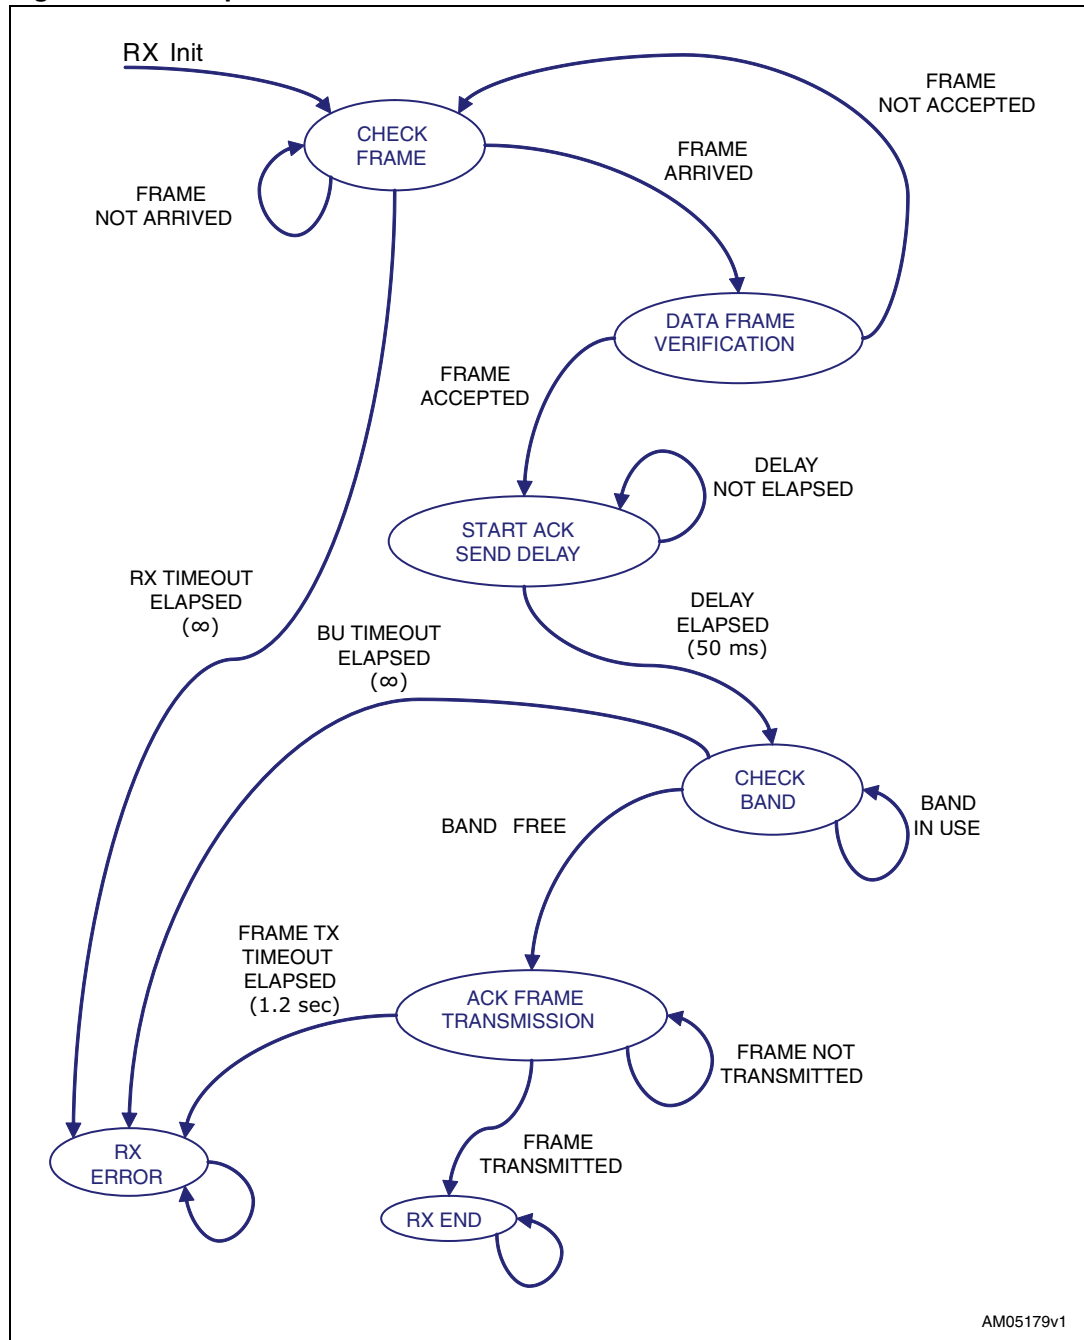 RX Init
FRAME
NOT ACCEPTED
CHECK
FRAME
FRAME
ARRIVED
FRAME
NOT ARRIVED
DATA FRAME
VERIFICATION
FRAME
ACCEPTED
DELAY
NOT ELAPSED
START ACK
SEND DELAY
RX TIMEOUT
ELAPSED
(∞)
DELAY
ELAPSED
(50 ms)
BU TIMEOUT
ELAPSED
(∞)
CHECK
BAND
BAND
IN USE
BAND FREE
FRAME TX
TIMEOUT
ELAPSED
(1.2 sec)
ACK FRAME
TRANSMISSION
FRAME NOT
TRANSMITTED
RX
ERROR
FRAME
TRANSMITTED
RX END
AM05179v1